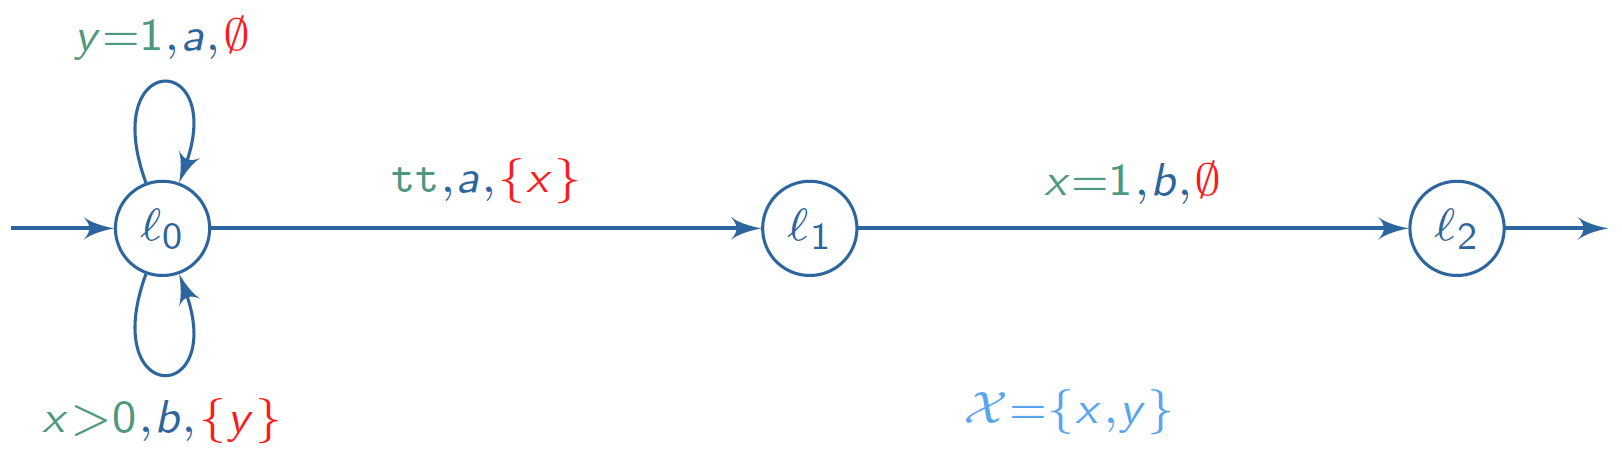 y=1,a,∅
tt,a,{x}
x=1,b,∅
ℓ0
ℓ1
ℓ2
x>0,b,{y}
𝒳={x,y}